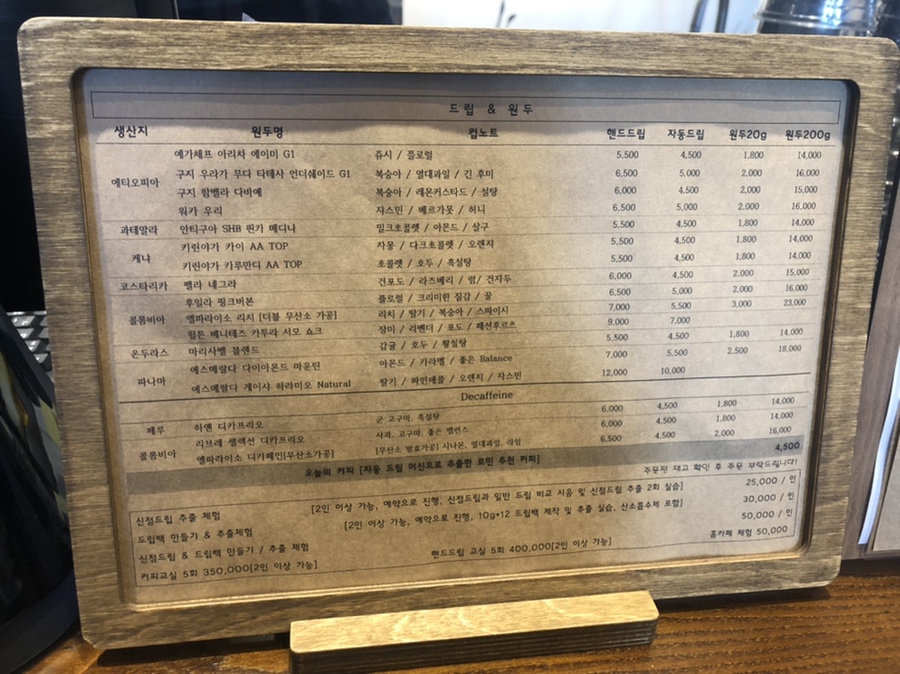 드립 & 원두
생산지 원두명 컵노트 핸드드립 자동드립 원두20g 원두200g
예가체프 아리차 에이미 G1 쥬시 / 플로럴 5,500 4,500 1,800 14,000
에티오피아 구지 우라가 무다 타테사 언더쉐이드 G1 복숭아 / 열대과일 / 긴 후미 6,500 5,000 2,000 16,000
구지 함벨라 다바예 복숭아 / 레몬커스타드 / 설탕 6,000 4,500 2,000 15,000
워카 우리 쟈스민 / 베르가못 / 허니 6,500 5,000 2,000 16,000
과테말라 안티구아 SHB 핀카 메디나 밀크초콜렛 / 아몬드 / 살구 5,500 4,500 1,800 14,000
케냐 키린야가 카이 AA TOP 자몽 / 다크초콜렛 / 오렌지 5,500 4,500 1,800 14,000
키린야가 카루만디 AA TOP 초콜렛 / 호두 / 흑설탕 5,500 4,500 1,800 14,000
코스타리카 뻴라 네그라 건포도 / 라즈베리 / 럼 / 건자두 6,000 4,500 2,000 15,000
콜롬비아 후일라 핑크버본 플로럴 / 크리미한 질감 / 꿀 6,500 5,000 2,000 16,000
엘파라이소 리치 [더블 무산소 가공] 리치 / 딸기 / 복숭아 / 스파이시 7,000 5,500 3,000 23,000
윌튼 베니테즈 카투라 서모 쇼크 장미 / 라벤더 / 포도 / 패션후르츠 9,000 7,000
온두라스 마리사벨 블렌드 감귤 / 호두 / 황설탕 5,500 4,500 1,800 14,000
파나마 에스메랄다 다이아몬드 마운틴 아몬드 / 카라멜 / 좋은 Balance 7,000 5,500 2,500 18,000
에스메랄다 게이샤 하라미오 Natural 딸기 / 파인애플 / 오렌지 / 자스민 12,000 10,000
Decaffeine
페루 하엔 디카프리오 군 고구마, 흑설탕 6,000 4,500 1,800 14,000
리브레 셀렉션 디카프리오 사과, 고구마, 좋은 밸런스 6,000 4,500 1,800 14,000
콜롬비아 엘파라이소 디카페인[무산소가공] [무산소 발효가공] 시나몬, 열대과일, 라임 6,500 4,500 2,000 16,000
오늘의 커피 [자동 드립 머신으로 추출한 로민 추천 커피] 4,500
주문전 재고 확인 후 주문 부탁드립니다!
신점드립 추출 체험 [2인 이상 가능, 예약으로 진행, 신점드립과 일반 드립 비교 시음 및 신점드립 추출 2회 실습] 25,000 / 인
드립백 만들기 & 추출체험 [2인 이상 가능, 예약으로 진행, 10g*12 드립백 제작 및 추출 실습, 산소흡수제 포함] 30,000 / 인
신점드립 & 드립백 만들기 / 추출 체험 50,000 / 인
커피교실 5회 350,000[2인 이상 가능] 핸드드립 교실 5회 400,000[2인 이상 가능] 홈카페 체험 50,000